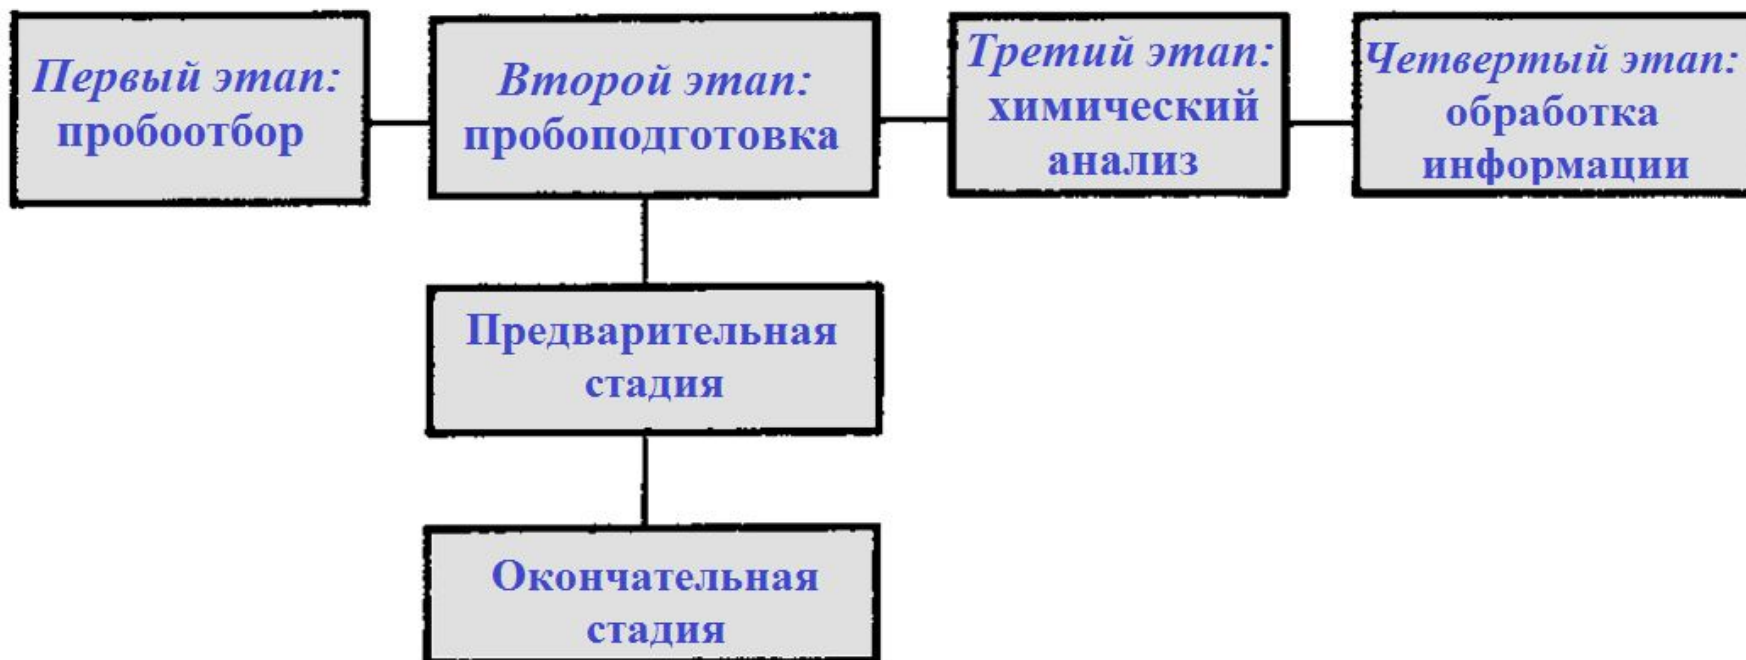 Первый этап:
пробоотбор
Второй этап:
пробоподготовка
Третий этап:
химический
анализ
Четвертый этап:
обработка
информации
Предварительная
стадия
Окончательная
стадия